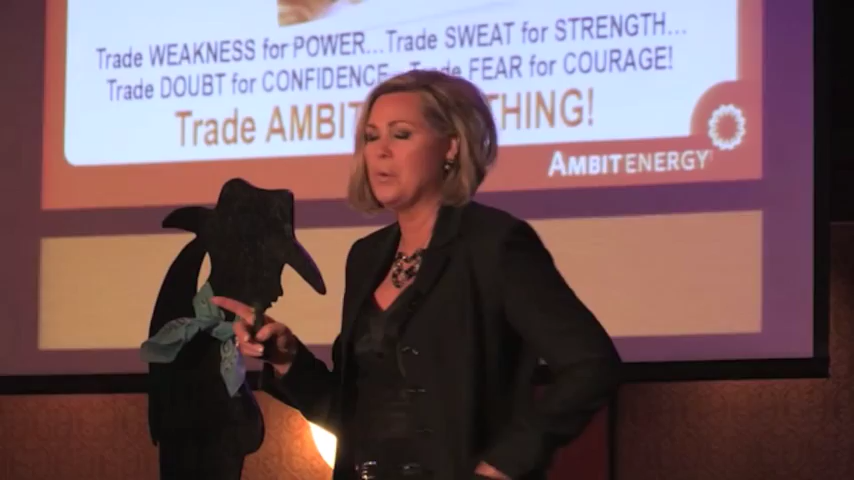 Trade WEAKNESS for POWER...Trade SWEAT for STRENGTH...
Trade DOUBT for CONFIDENCE Trade FEAR for COURAGE!
Trade AMBI THING!
AMBITENERGY